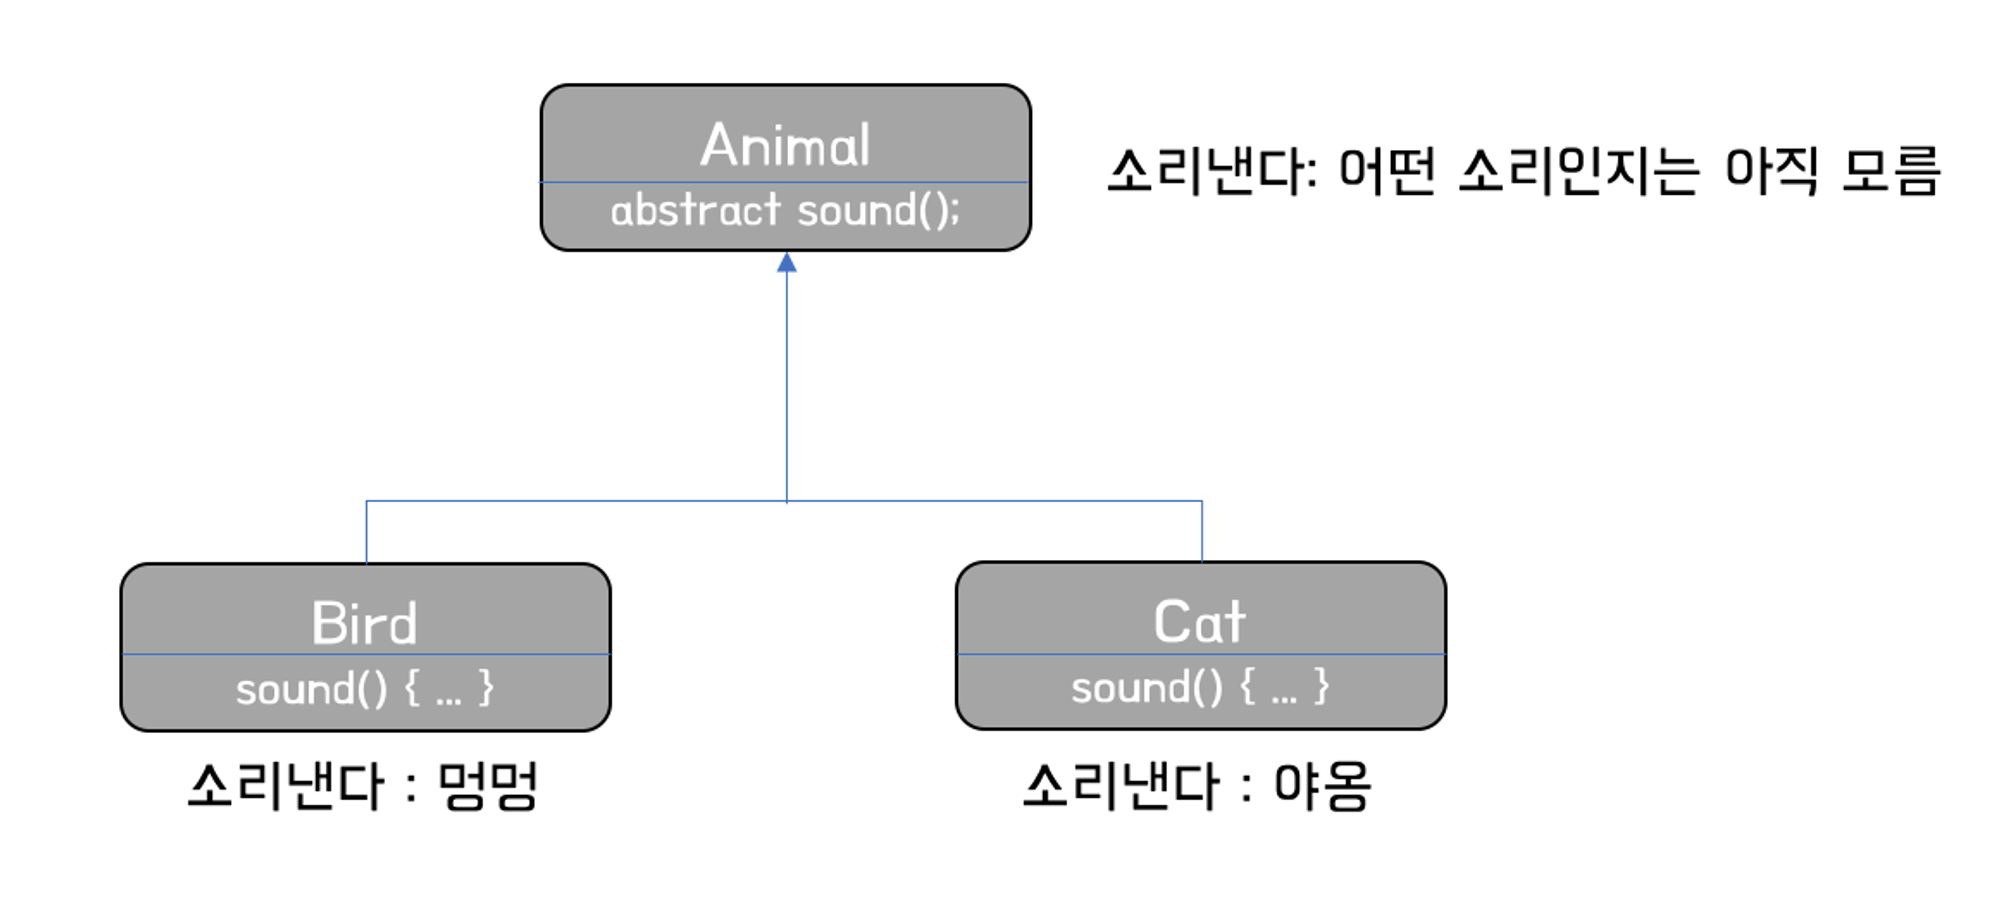 Animal
abstract sound();
소리낸다: 어떤 소리인지는 아직 모름
Bird
sound() { ... }
소리낸다 : 멍멍
Cat
sound() { ... }
소리낸다 : 야옹